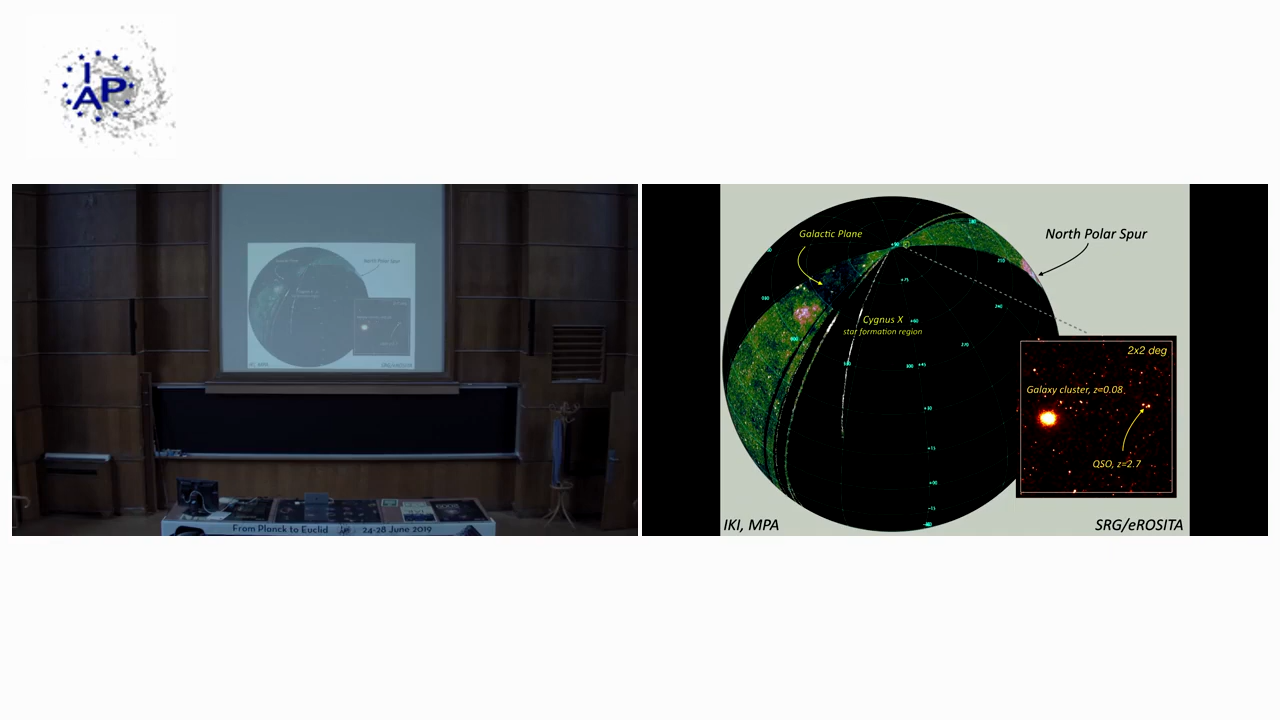 I
A P
From Planck to Euclid 24-28 June 2019
Galactic Plane
North Polar Spur
Cygnus X
star formation region
2x2 deg
Galaxy cluster, z=0.08
QSO, z=2.7
IKI, MPA
SRG/eROSITA